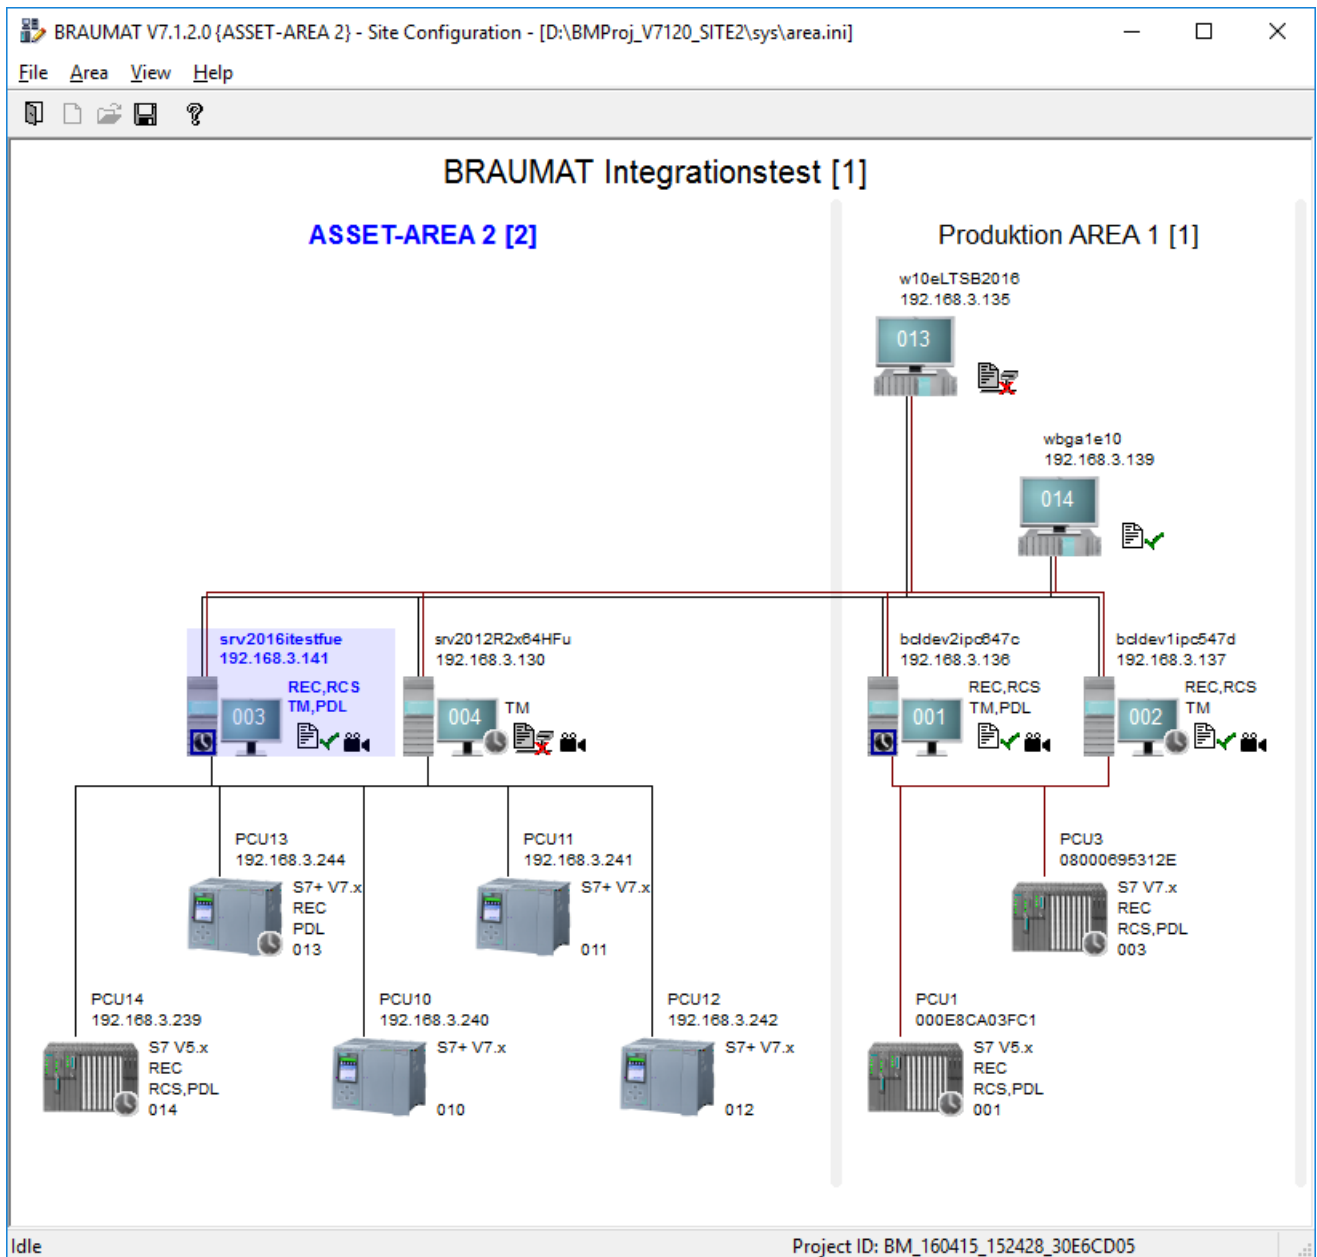 BRAUMAT V7.1.2.0 {ASSET-AREA 2} - Site Configuration - [D:\BMProj_V7120_SITE2\sys\area.ini]
File Area View Help
BRAUMAT Integrationstest [1]
ASSET-AREA 2 [2]
Produktion AREA 1 [1]
w10eLTSB2016
192.168.3.135
013
wbga1e10
192.168.3.139
014
srv2016itestfue
192.168.3.141
REC,RCS
TM,PDL
003
srv2012R2x64HFu
192.168.3.130
TM
004
bcldev2ipc647c
192.168.3.136
REC,RCS
TM,PDL
001
bcldev1ipc547d
192.168.3.137
REC,RCS
TM
002
PCU13
192.168.3.244
S7+ V7.x
REC
PDL
013
PCU11
192.168.3.241
S7+ V7.x
011
PCU3
08000695312E
S7 V7.x
REC
RCS,PDL
003
PCU14
192.168.3.239
S7 V5.x
REC
RCS,PDL
014
PCU10
192.168.3.240
S7+ V7.x
010
PCU12
192.168.3.242
S7+ V7.x
012
PCU1
000E8CA03FC1
S7 V5.x
REC
RCS,PDL
001
Idle
Project ID: BM_160415_152428_30E6CD05